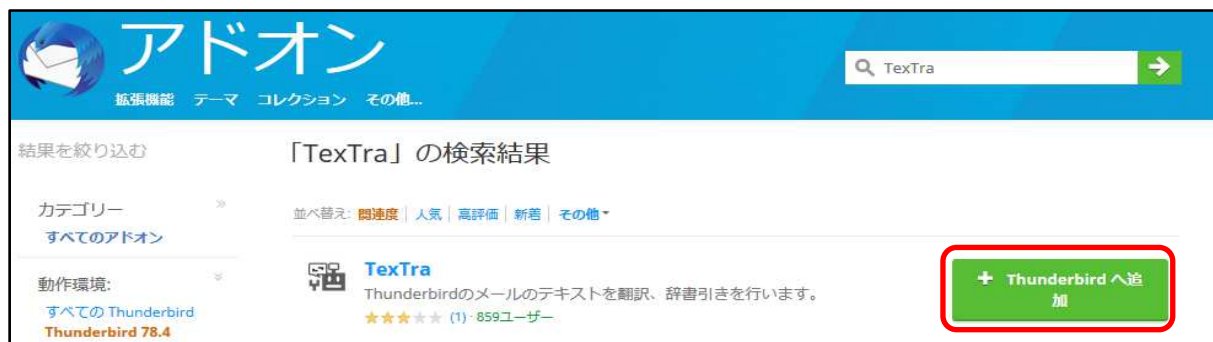 アドオン
TexTra
拡張機能 テーマ コレクション その他...
結果を絞り込む
「TexTra」の検索結果
カテゴリー »
すべてのアドオン
並べ替え: 関連度 | 人気 | 高評価 | 新着 | その他▾
動作環境:
すべての Thunderbird
Thunderbird 78.4
TexTra
Thunderbirdのメールのテキストを翻訳、辞書引きを行います。
★★★★★ (1) · 859ユーザー
+ Thunderbird へ追
加